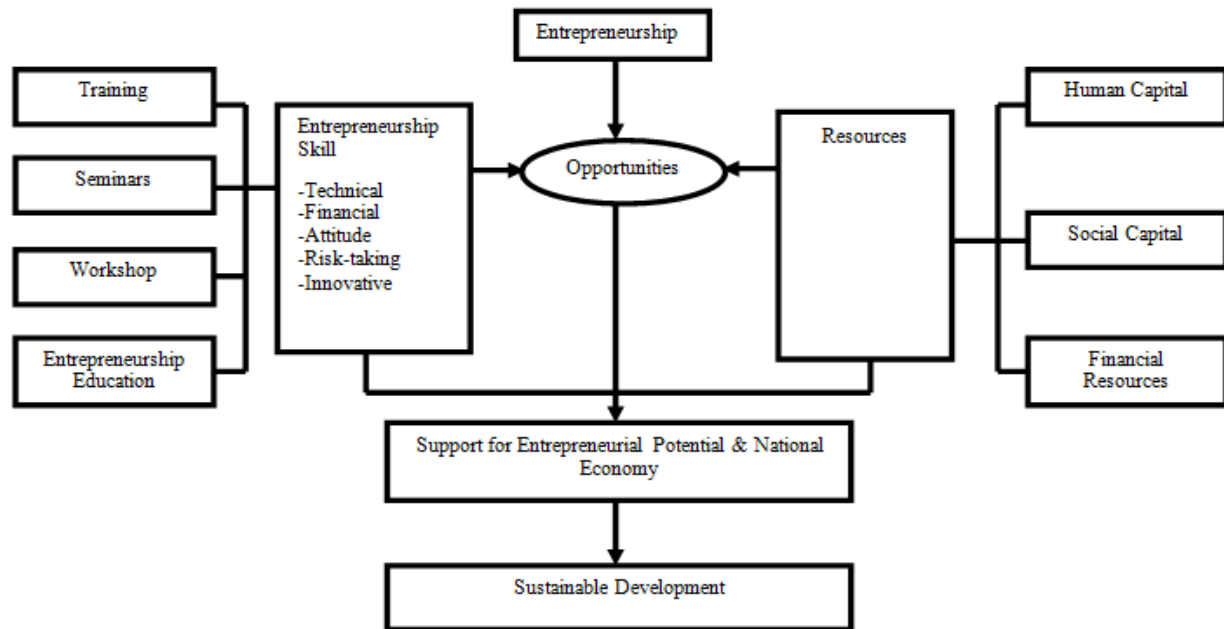 Entrepreneurship
Training
Seminars
Workshop
Entrepreneurship
Education
Entrepreneurship
Skill
-Technical
-Financial
-Attitude
-Risk-taking
-Innovative
Opportunities
Resources
Human Capital
Social Capital
Financial
Resources
Support for Entrepreneurial Potential & National
Economy
Sustainable Development